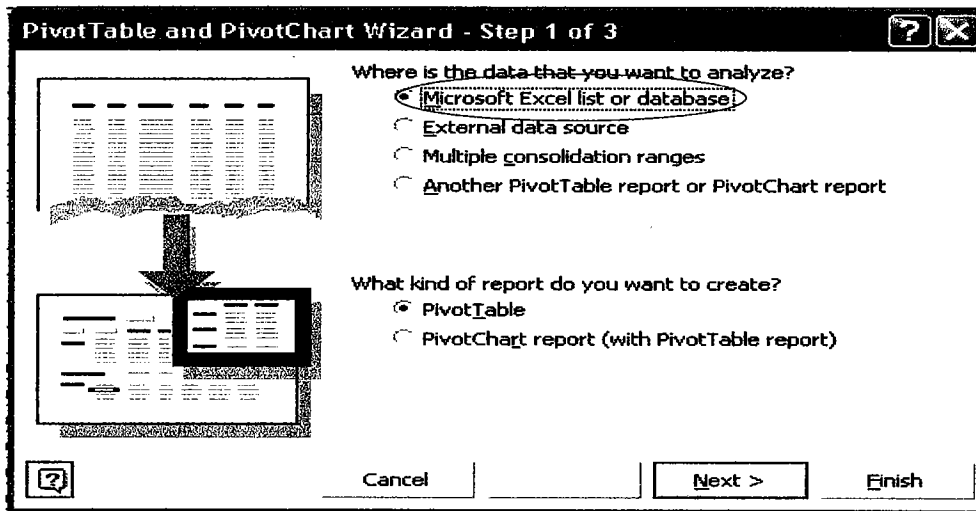 PivotTable and PivotChart Wizard - Step 1 of 3
Where is the data that you want to analyze?
Microsoft Excel list or database
External data source
Multiple consolidation ranges
Another PivotTable report or PivotChart report
What kind of report do you want to create?
PivotTable
PivotChart report (with PivotTable report)
Cancel
Next >
Finish